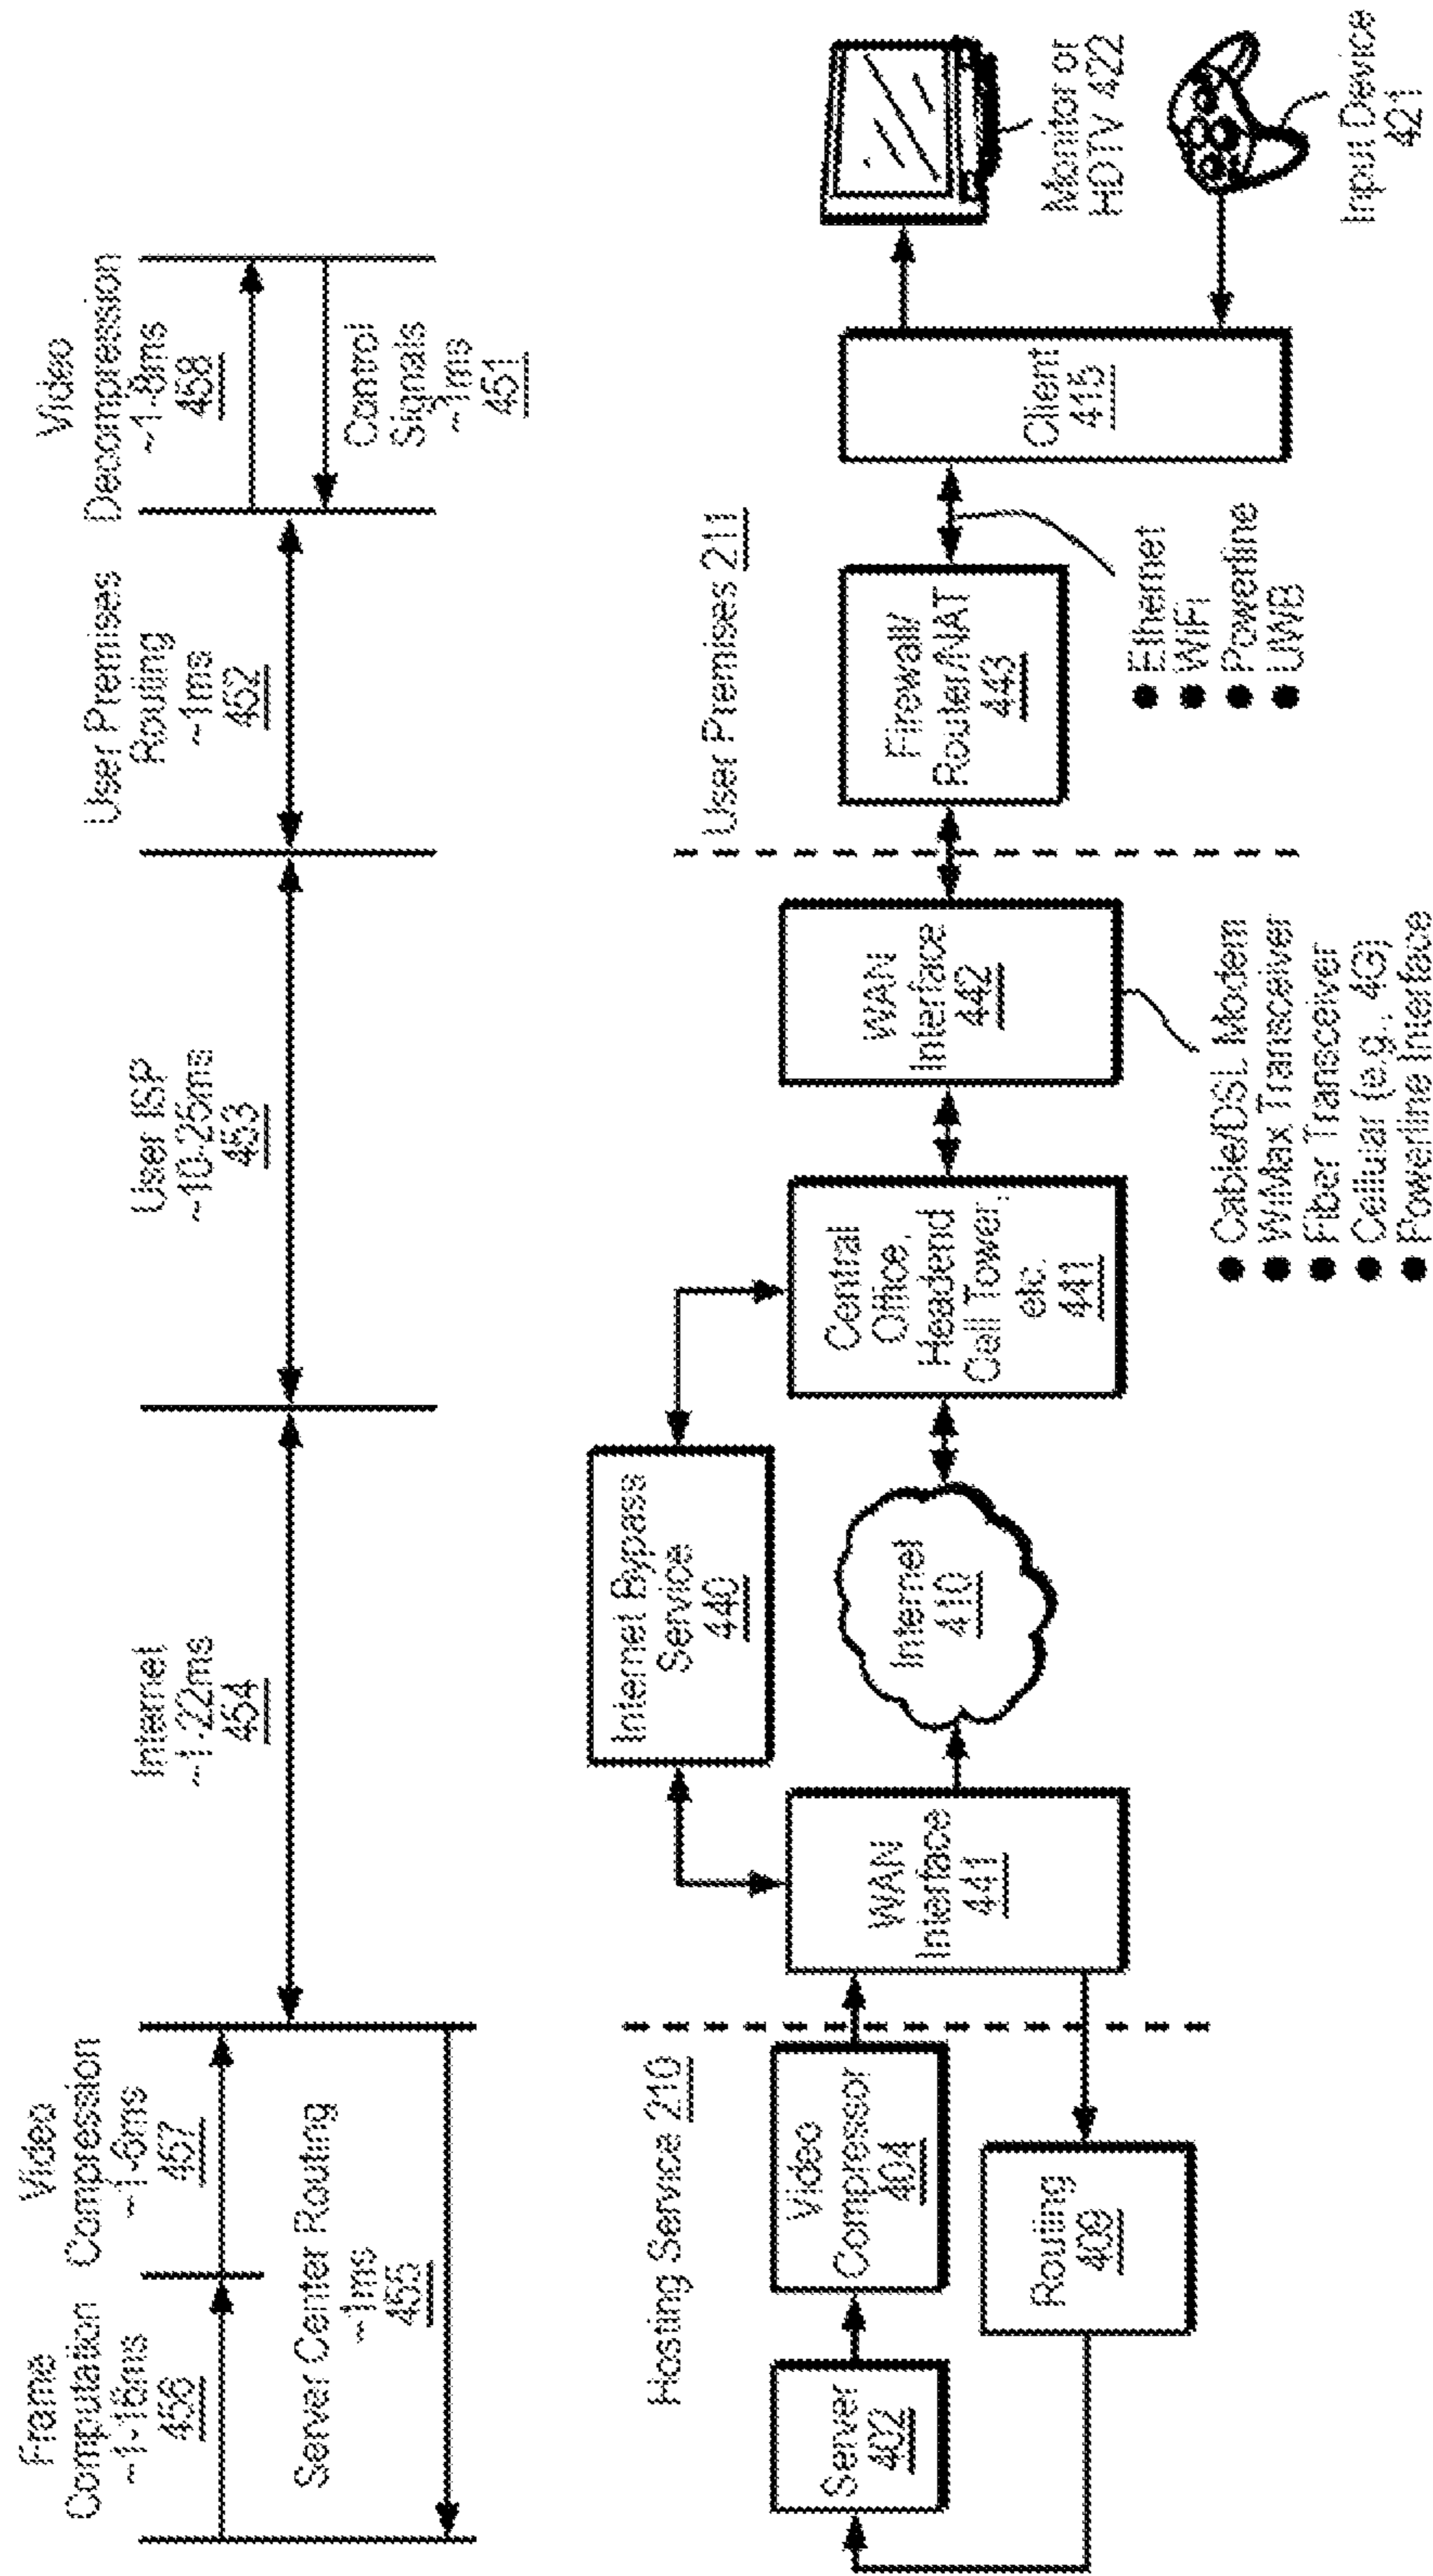 Frame
Computation
~1-16ms
456
Video
Compression
~1-6ms
457
Server Center Routing
~1ms
455
Internet
~1-22ms
454
User ISP
~10-25ms
453
User Premises
Routing
~1ms
452
Video
Decompression
~1-8ms
458
Control
Signals
~1ms
451
Hosting Service 210
Server
402
Video
Compressor
404
Routing
409
WAN
Interface
441
Internet Bypass
Service
440
Internet
410
Central
Office,
Headend
Call Tower,
etc.
441
WAN
Interface
442
● Cable/DSL Modem
● WiMax Transceiver
● Fiber Transceiver
● Cellular (e.g., 4G)
● Powerline Interface
User Premises 211
Firewall/
Router/NAT
443
● Ethernet
● WiFi
● Powerline
● UWB
Client
415
Monitor or
HDTV 422
Input Device
421